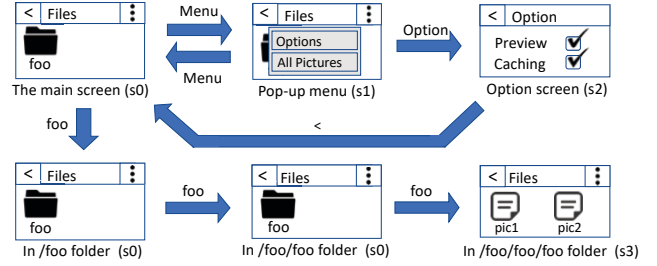 < Files
Menu
< Files
Options
All Pictures
Option
< Option
Preview
Caching
foo
Menu
The main screen (s0)
Pop-up menu (s1)
Option screen (s2)
foo
<
< Files
foo
In /foo folder (s0)
foo
< Files
foo
In /foo/foo folder (s0)
foo
< Files
pic1 pic2
In /foo/foo/foo folder (s3)